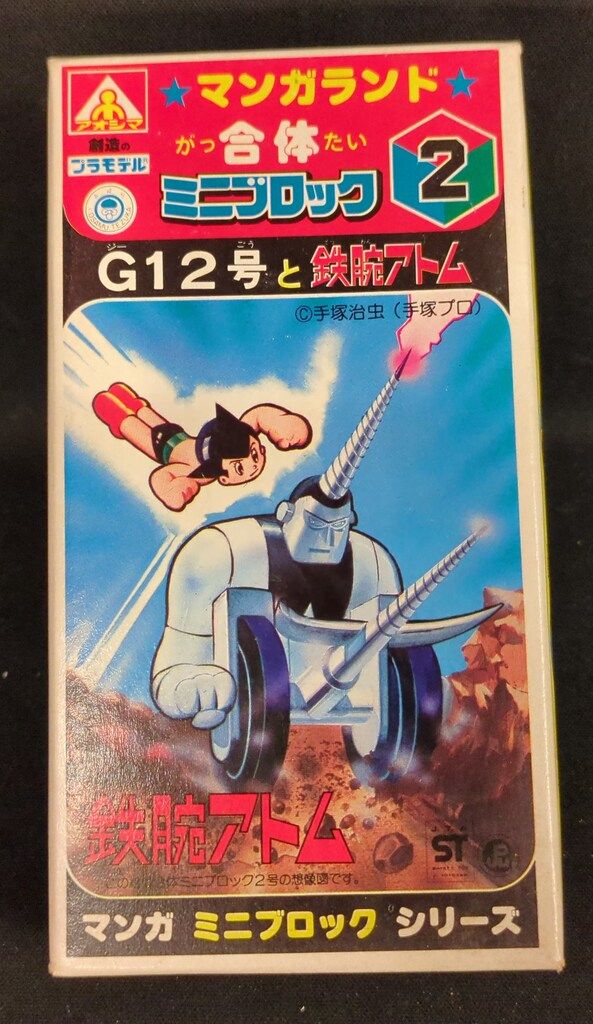 マンガランド
アオシマ
創造の
プラモデル
がっ合体たい
ミニブロック
2
OSAMU TEZUKA
ジー ごう
G12号と鉄腕アトム
©手塚治虫(手塚プロ)
鉄腕アトム
ST
ミニブロック2号の想像図です。
マンガ ミニブロック シリーズ